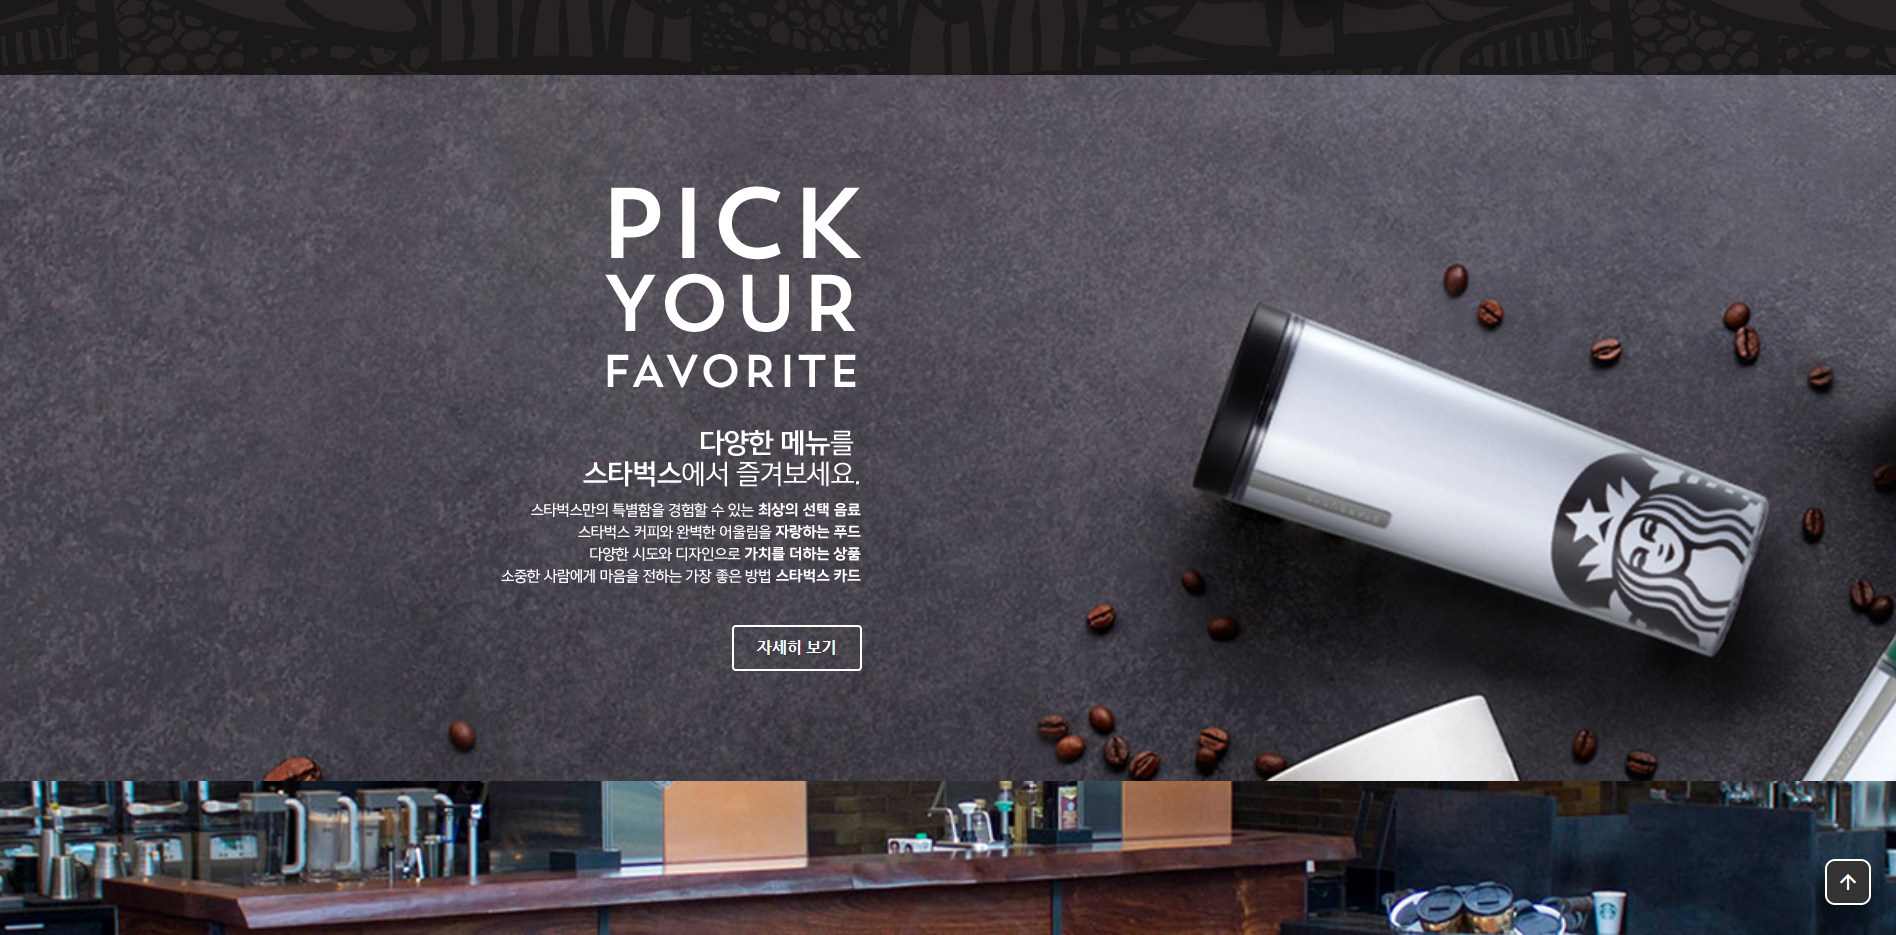 PICK
YOUR
FAVORITE
다양한 메뉴를
스타벅스에서 즐겨보세요.
스타벅스만의 특별함을 경험할 수 있는 최상의 선택 음료
스타벅스 커피와 완벽한 어울림을 자랑하는 푸드
다양한 시도와 디자인으로 가치를 더하는 상품
소중한 사람에게 마음을 전하는 가장 좋은 방법 스타벅스 카드
자세히 보기